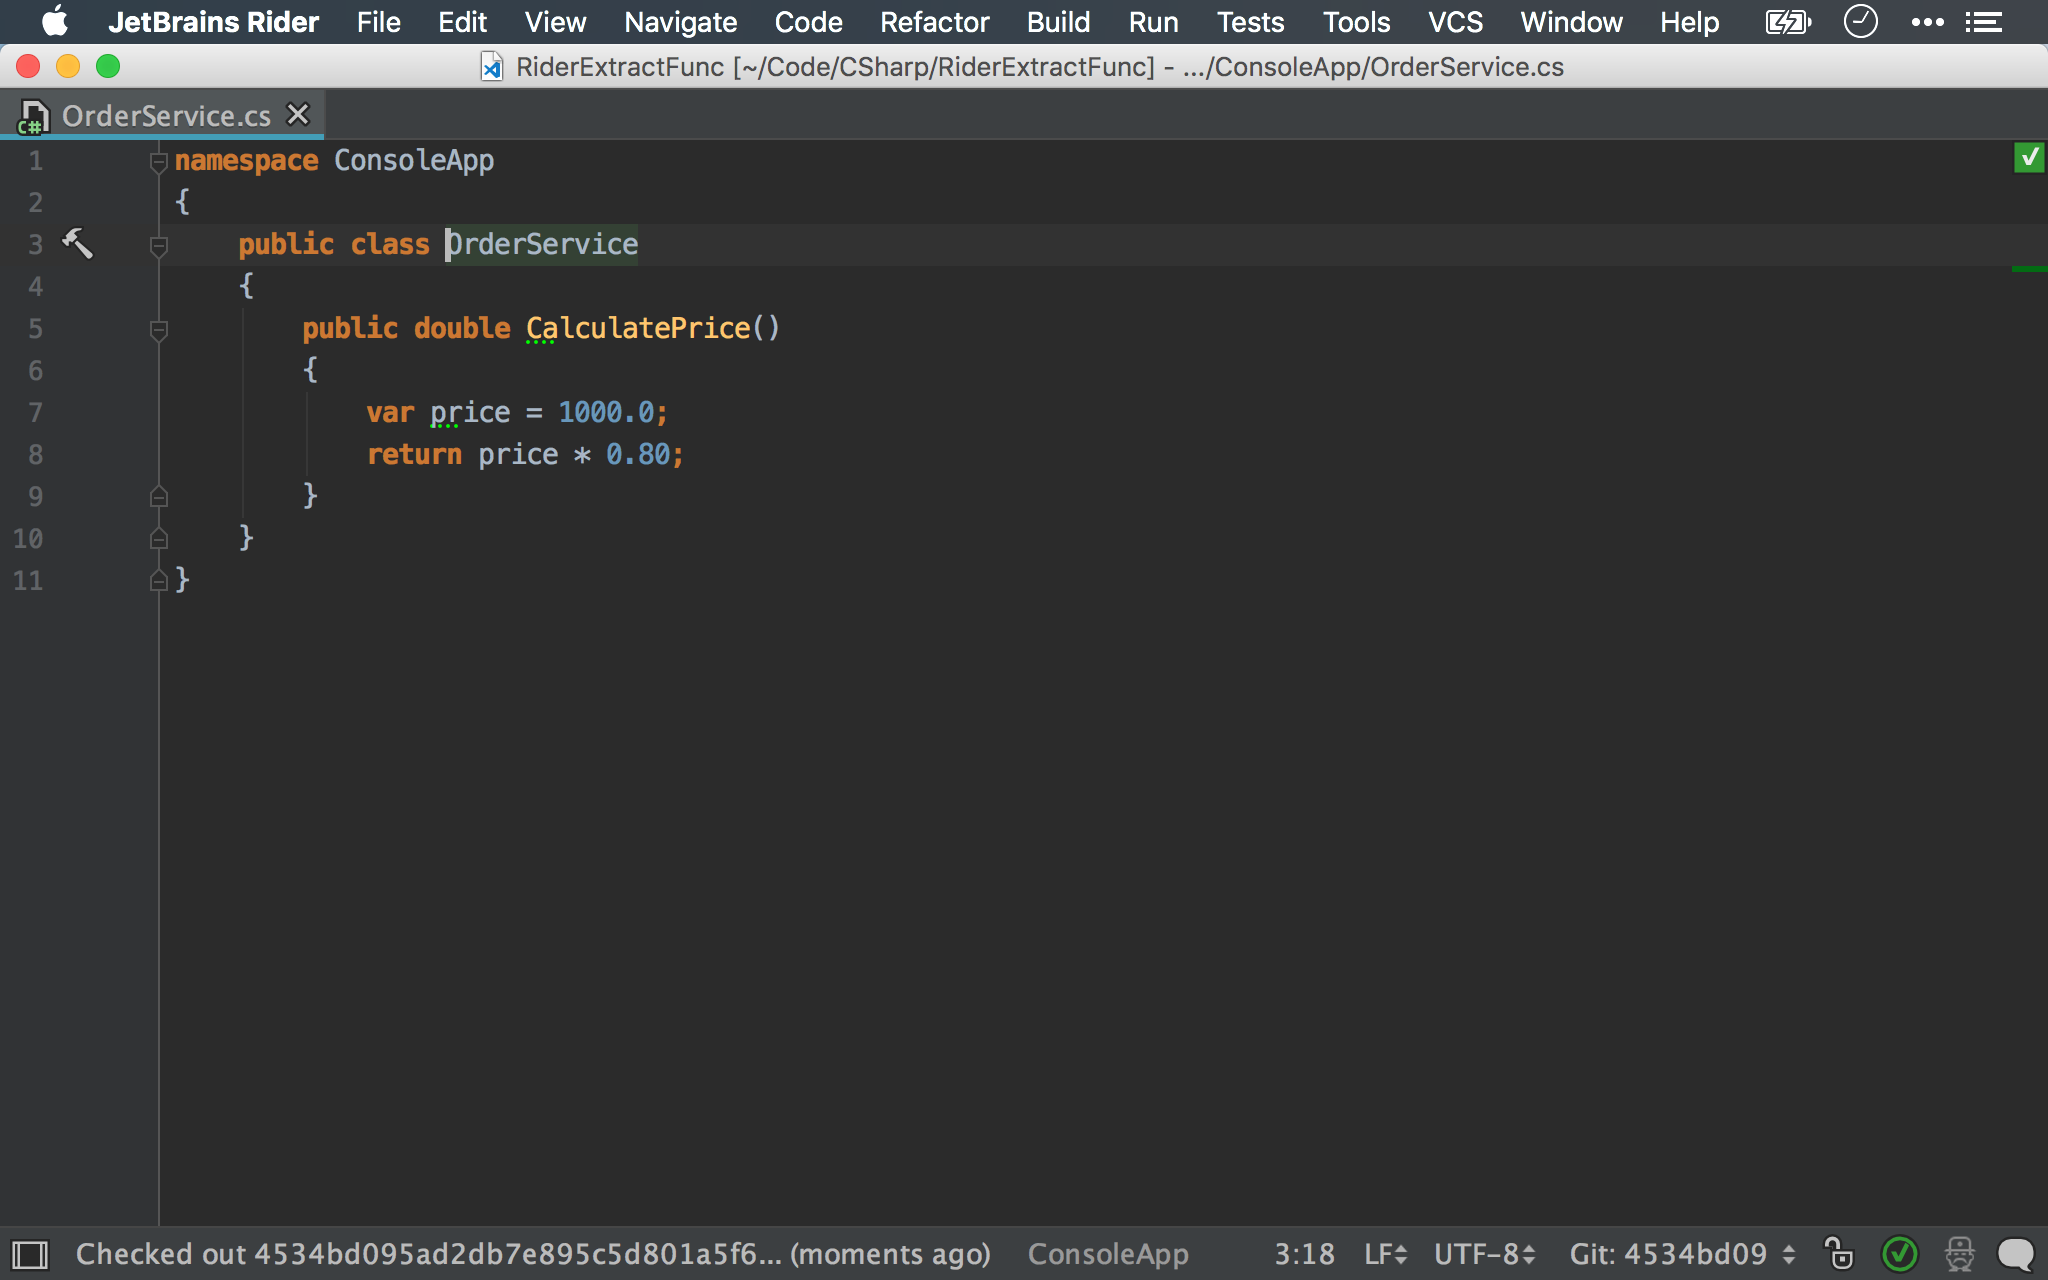 JetBrains Rider File Edit View Navigate Code Refactor Build Run Tests Tools VCS Window Help
RiderExtractFunc [~/Code/CSharp/RiderExtractFunc] - .../ConsoleApp/OrderService.cs
C# OrderService.cs
1 namespace ConsoleApp
2 {
3 public class OrderService
4 {
5 public double CalculatePrice()
6 {
7 var price = 1000.0;
8 return price * 0.80;
9 }
10 }
11 }
Checked out 4534bd095ad2db7e895c5d801a5f6... (moments ago) ConsoleApp 3:18 LF UTF-8 Git: 4534bd09